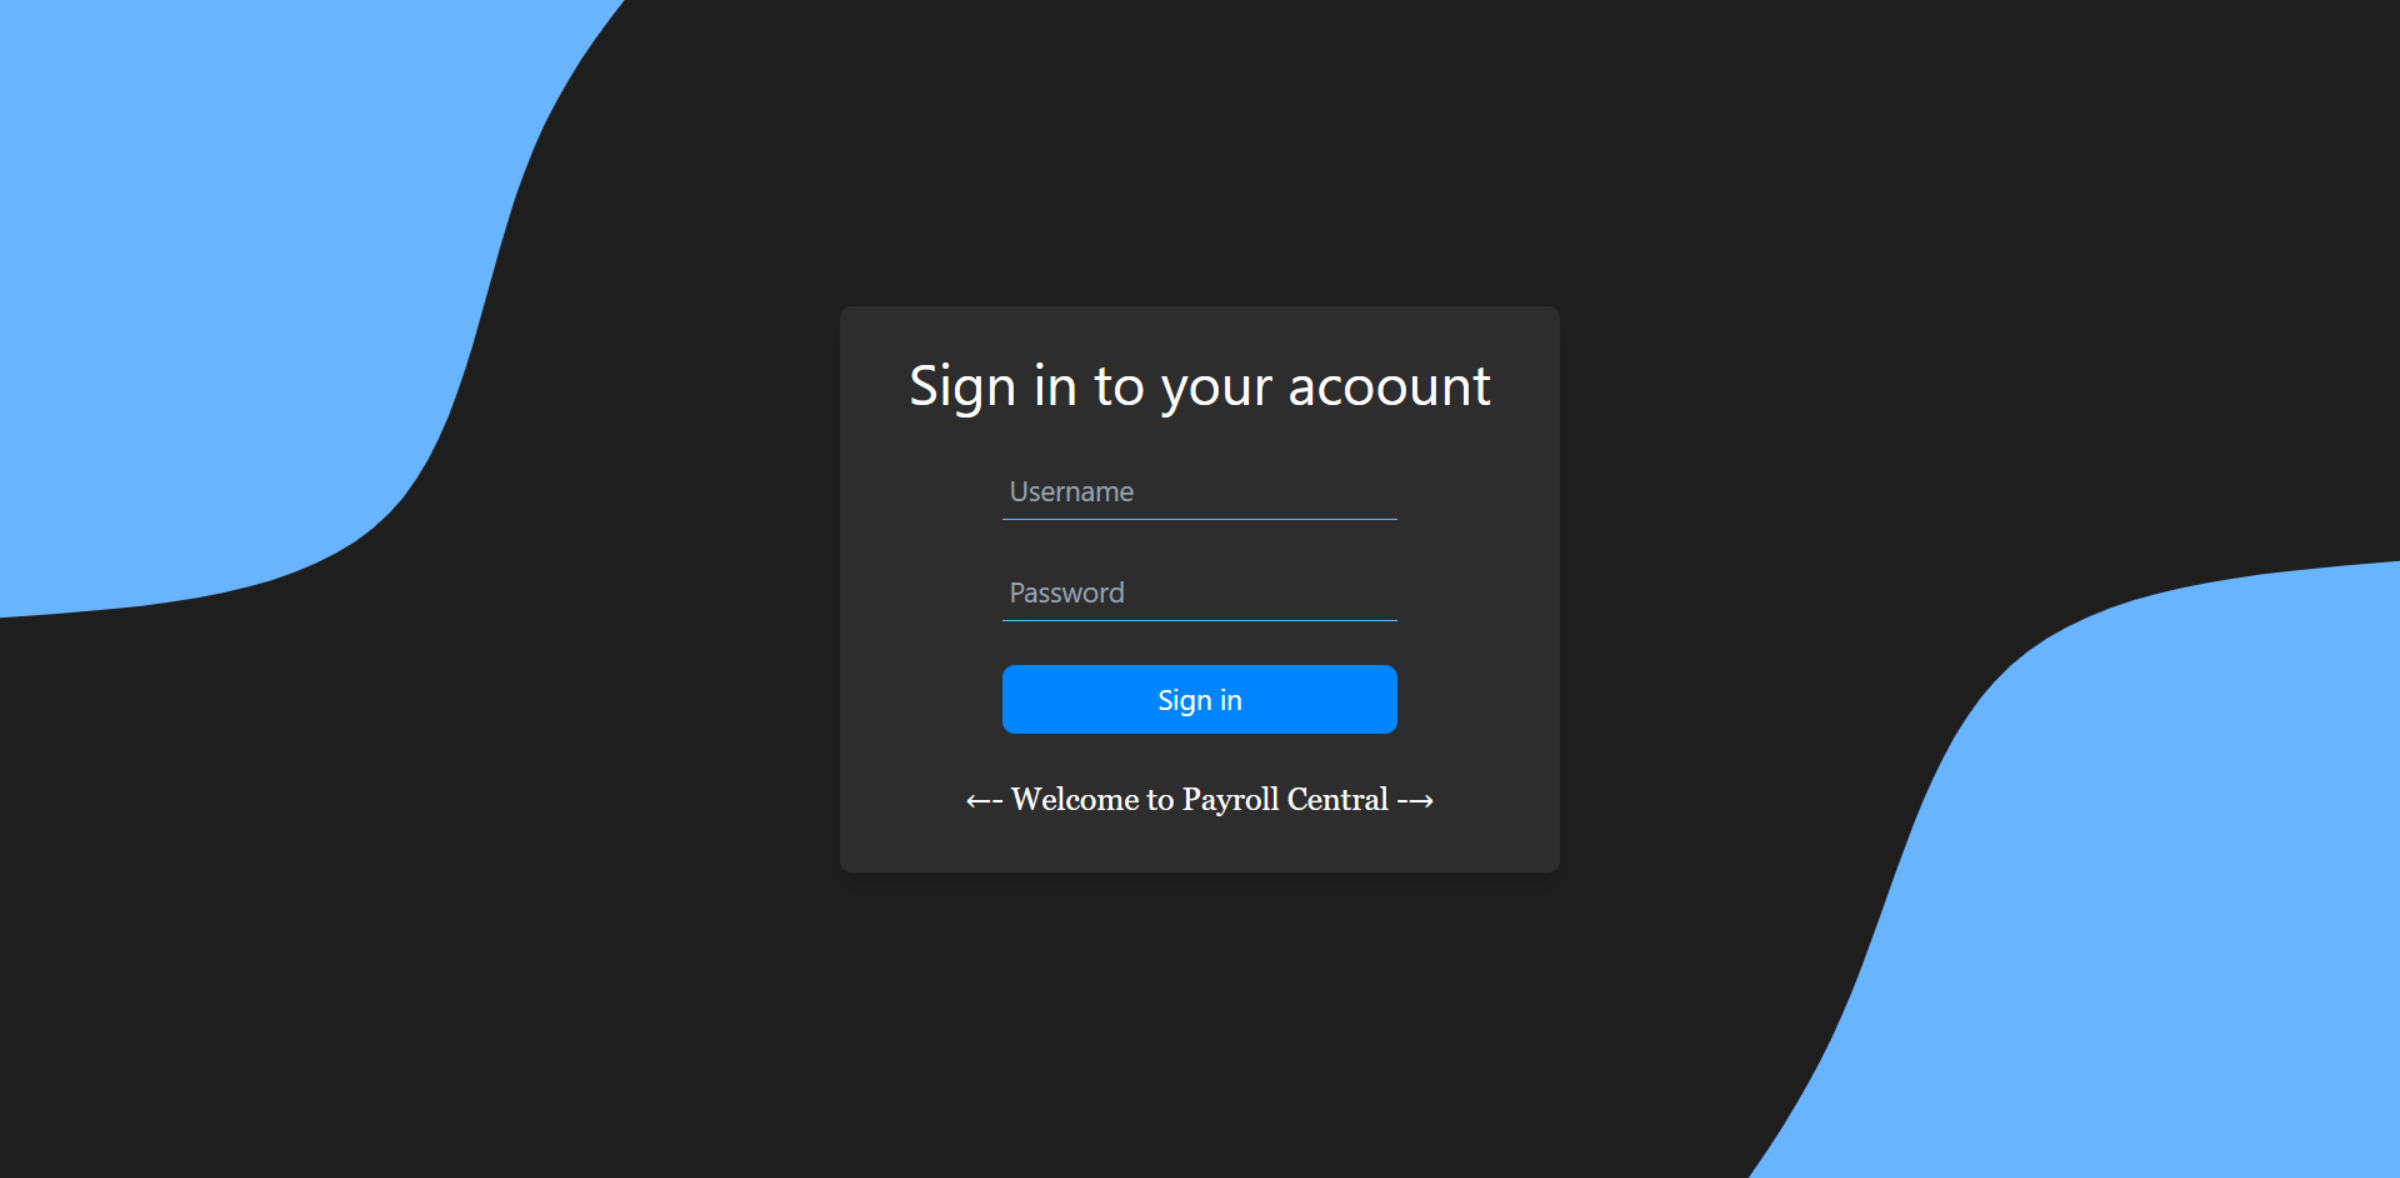 Sign in to your acoount
Username
Password
Sign in
←- Welcome to Payroll Central -→